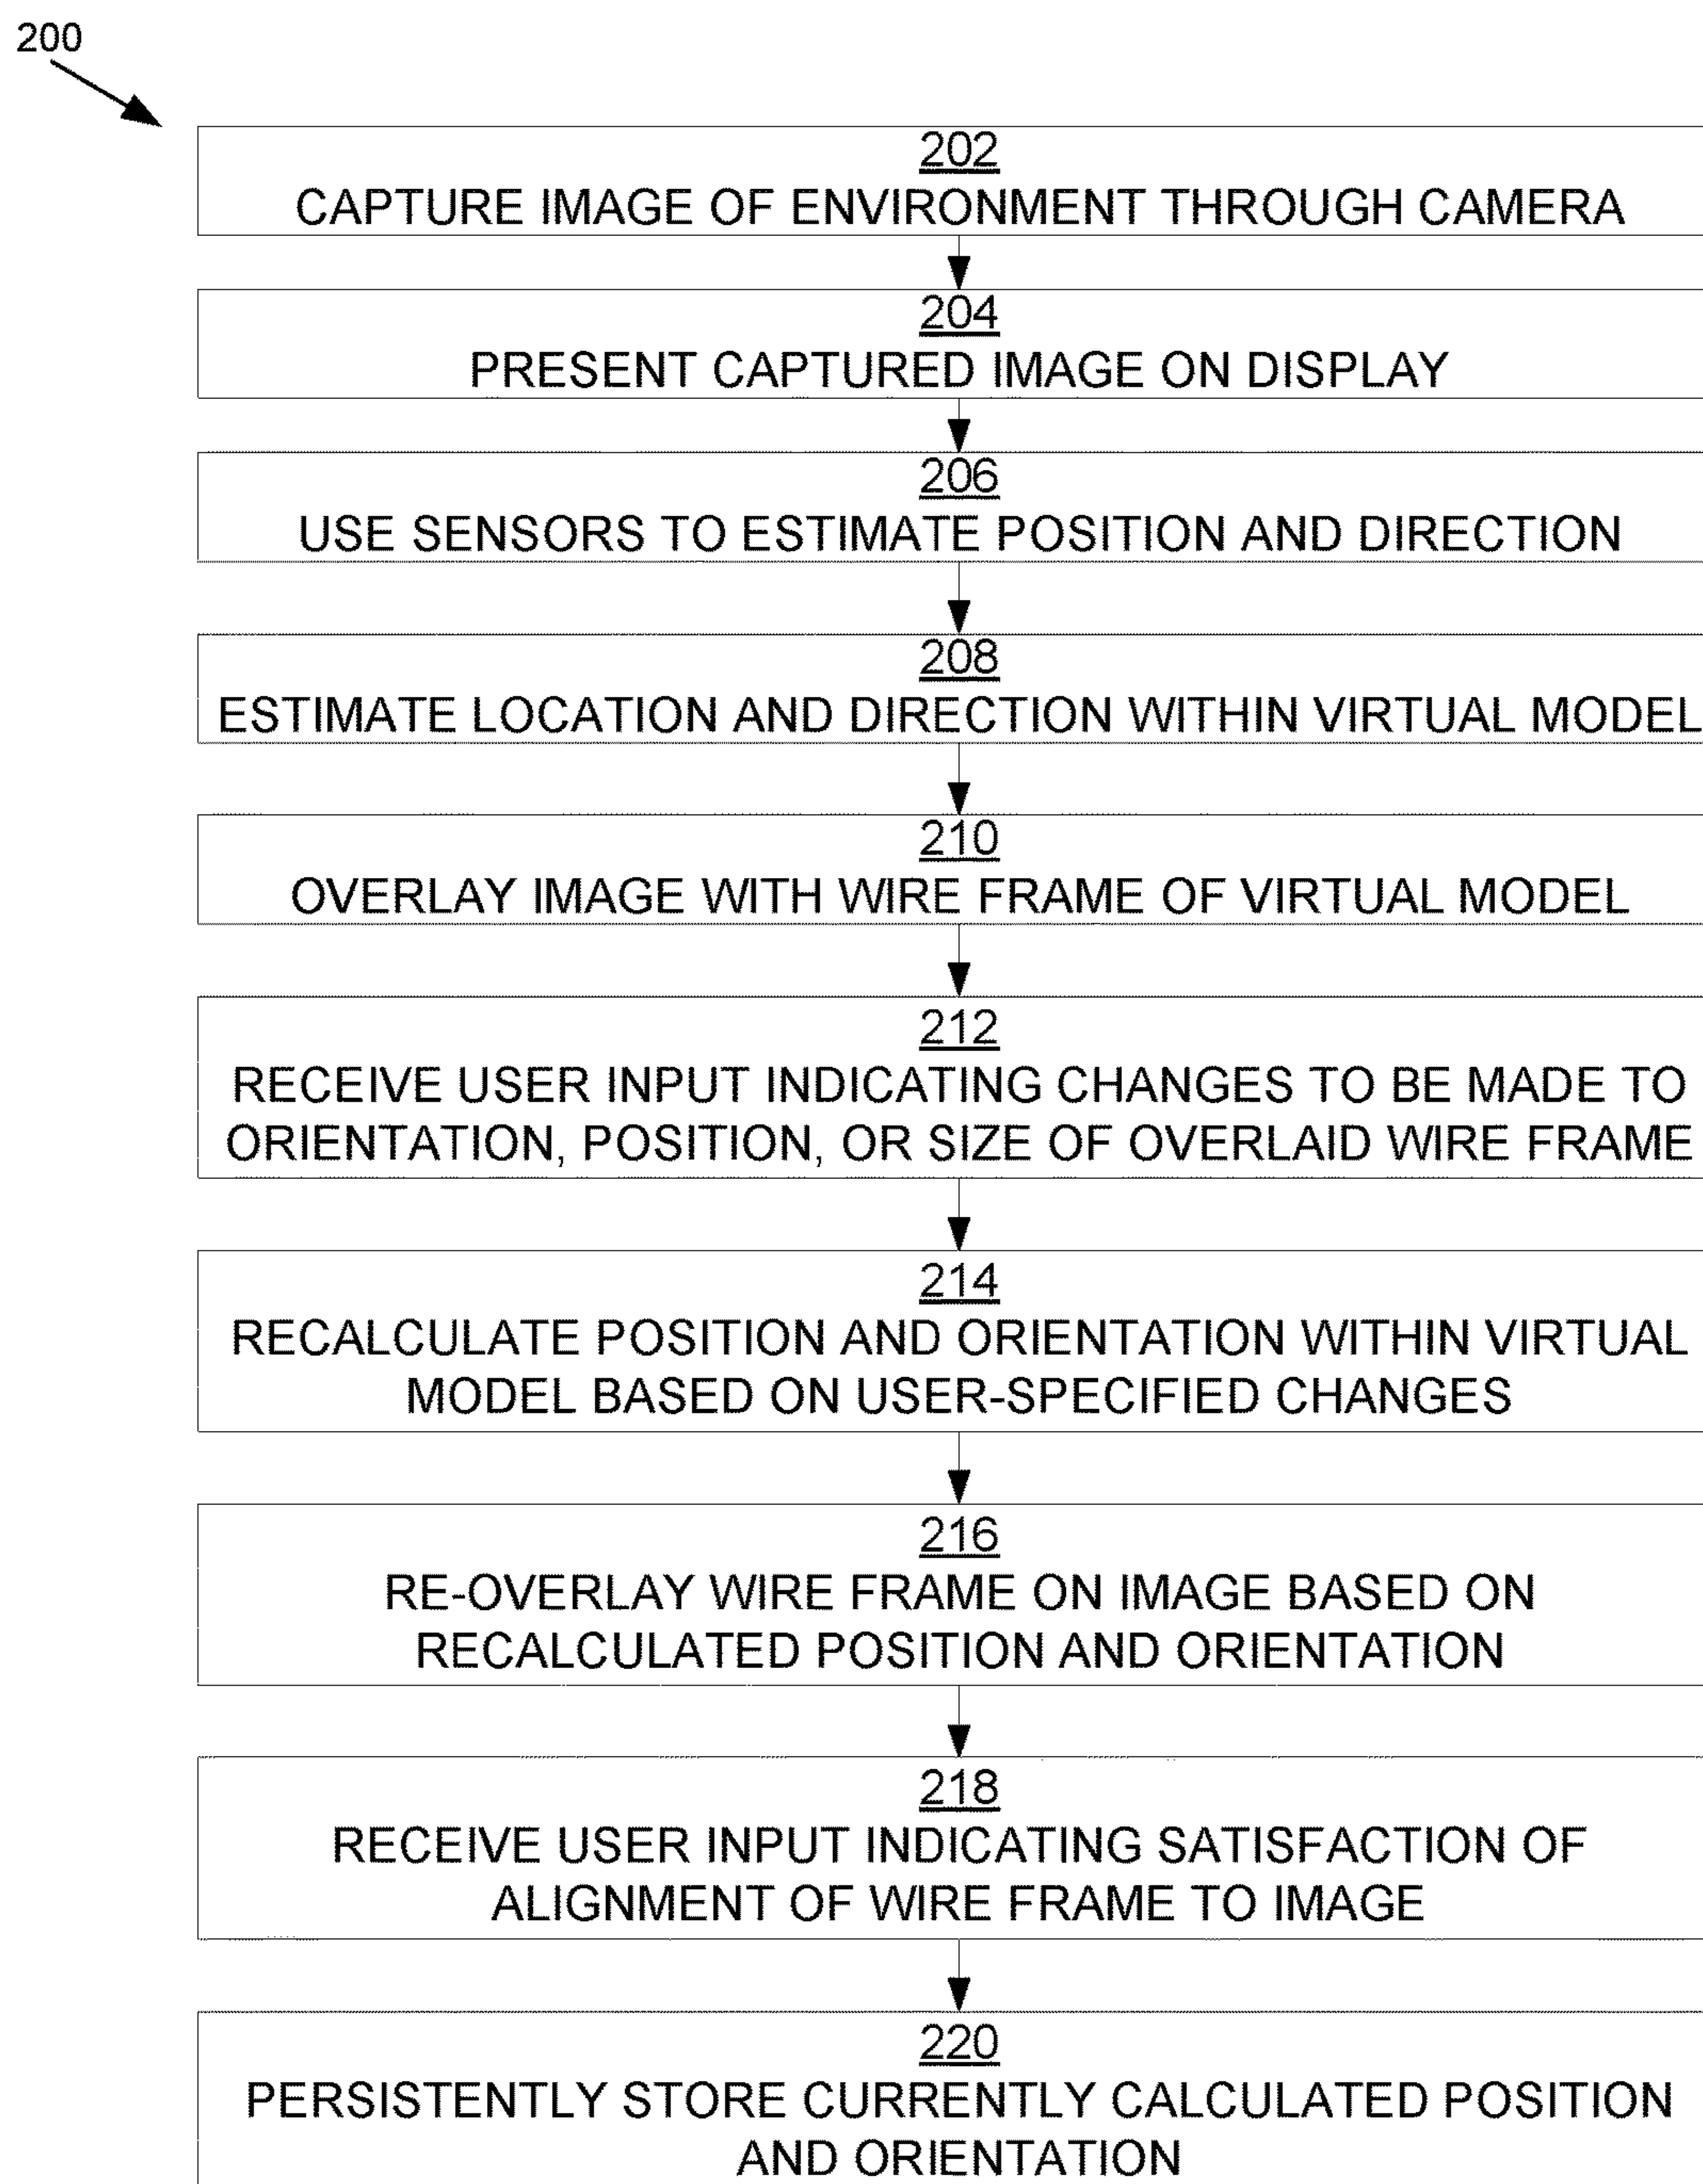 200
202
CAPTURE IMAGE OF ENVIRONMENT THROUGH CAMERA
204
PRESENT CAPTURED IMAGE ON DISPLAY
206
USE SENSORS TO ESTIMATE POSITION AND DIRECTION
208
ESTIMATE LOCATION AND DIRECTION WITHIN VIRTUAL MODEL
210
OVERLAY IMAGE WITH WIRE FRAME OF VIRTUAL MODEL
212
RECEIVE USER INPUT INDICATING CHANGES TO BE MADE TO
ORIENTATION, POSITION, OR SIZE OF OVERLAID WIRE FRAME
214
RECALCULATE POSITION AND ORIENTATION WITHIN VIRTUAL
MODEL BASED ON USER-SPECIFIED CHANGES
216
RE-OVERLAY WIRE FRAME ON IMAGE BASED ON
RECALCULATED POSITION AND ORIENTATION
218
RECEIVE USER INPUT INDICATING SATISFACTION OF
ALIGNMENT OF WIRE FRAME TO IMAGE
220
PERSISTENTLY STORE CURRENTLY CALCULATED POSITION
AND ORIENTATION